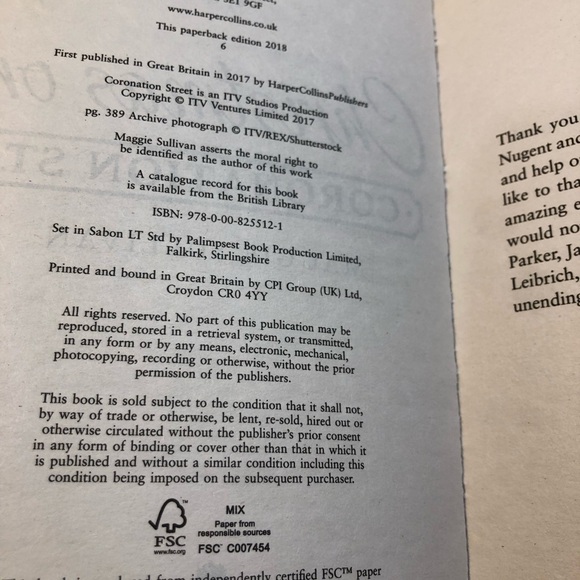 SE1 9GF
www.harpercollins.co.uk
This paperback edition 2018
6
First published in Great Britain in 2017 by HarperCollinsPublishers
Coronation Street is an ITV Studios Production
Copyright © ITV Ventures Limited 2017
pg. 389 Archive photograph © ITV/REX/Shutterstock
Maggie Sullivan asserts the moral right to
be identified as the author of this work
A catalogue record for this book
is available from the British Library
ISBN: 978-0-00-825512-1
Set in Sabon LT Std by Palimpsest Book Production Limited,
Falkirk, Stirlingshire
Printed and bound in Great Britain by CPI Group (UK) Ltd,
Croydon CR0 4YY
All rights reserved. No part of this publication may be
reproduced, stored in a retrieval system, or transmitted,
in any form or by any means, electronic, mechanical,
photocopying, recording or otherwise, without the prior
permission of the publishers.
This book is sold subject to the condition that it shall not,
by way of trade or otherwise, be lent, re-sold, hired out or
otherwise circulated without the publisher's prior consent
in any form of binding or cover other than that in which it
is published and without a similar condition including this
condition being imposed on the subsequent purchaser.
FSC
www.fsc.org
MIX
Paper from
responsible sources
FSC® C007454
from independently certified FSC™ paper
Thank you
Nugent and
and help o
like to tha
amazing e
would no
Parker, Ja
Leibrich,
unending